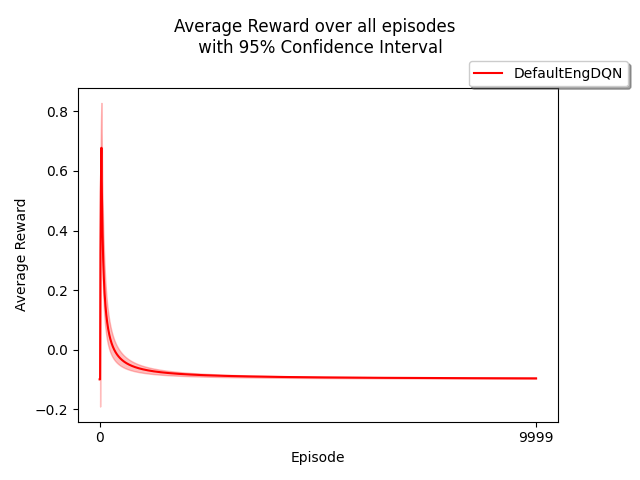 Average Reward over all episodes
with 95% Confidence Interval
DefaultEngDQN
Average Reward
0.8
0.6
0.4
0.2
0.0
−0.2
0
9999
Episode